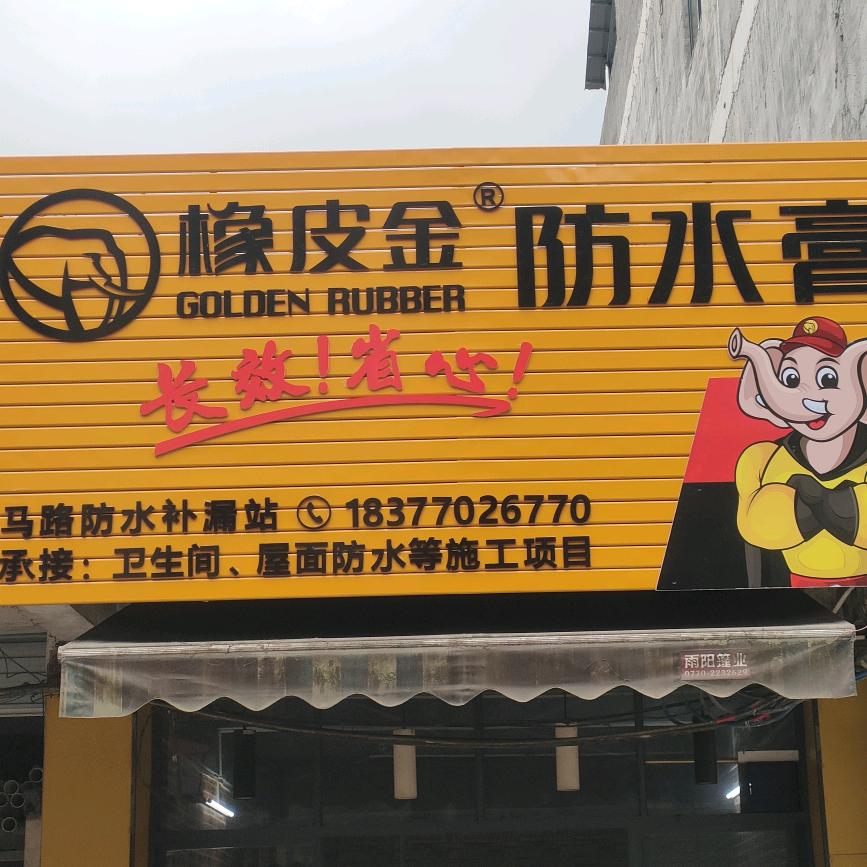 橡皮金® 防水膏
GOLDEN RUBBER
长效!省心!
马路防水补漏站 18377026770
承接:卫生间、屋面防水等施工项目
雨阳篷业
0770-2232629